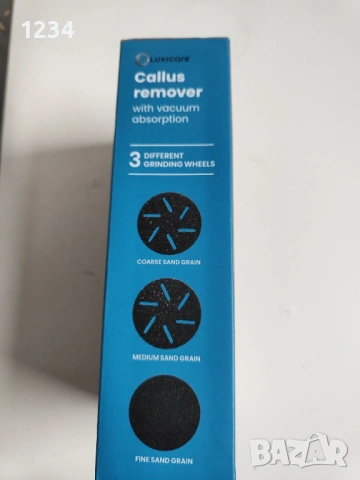 1234
LUXICare
Callus
remover
with vacuum
absorption
3 DIFFERENT
GRINDING WHEELS
COARSE SAND GRAIN
MEDIUM SAND GRAIN
FINE SAND GRAIN
BAZAR